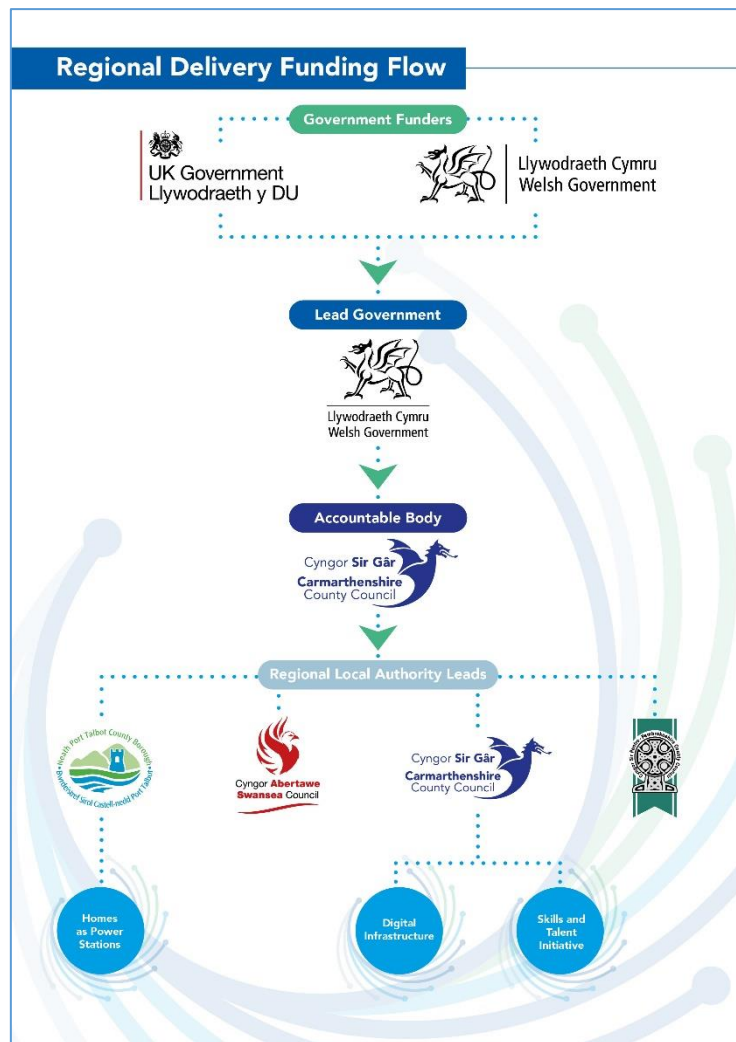 Regional Delivery Funding Flow
Government Funders
UK Government
Llywodraeth y DU
Llywodraeth Cymru
Welsh Government
Lead Government
Llywodraeth Cymru
Welsh Government
Accountable Body
Cyngor Sir Gâr
Carmarthenshire
County Council
Regional Local Authority Leads
Neath Port Talbot County Borough
Bwrdeistref Sirol Castell-nedd Port Talbot
Cyngor Abertawe
Swansea Council
Cyngor Sir Gâr
Carmarthenshire
County Council
Homes
as Power
Stations
Digital
Infrastructure
Skills and
Talent
Initiative